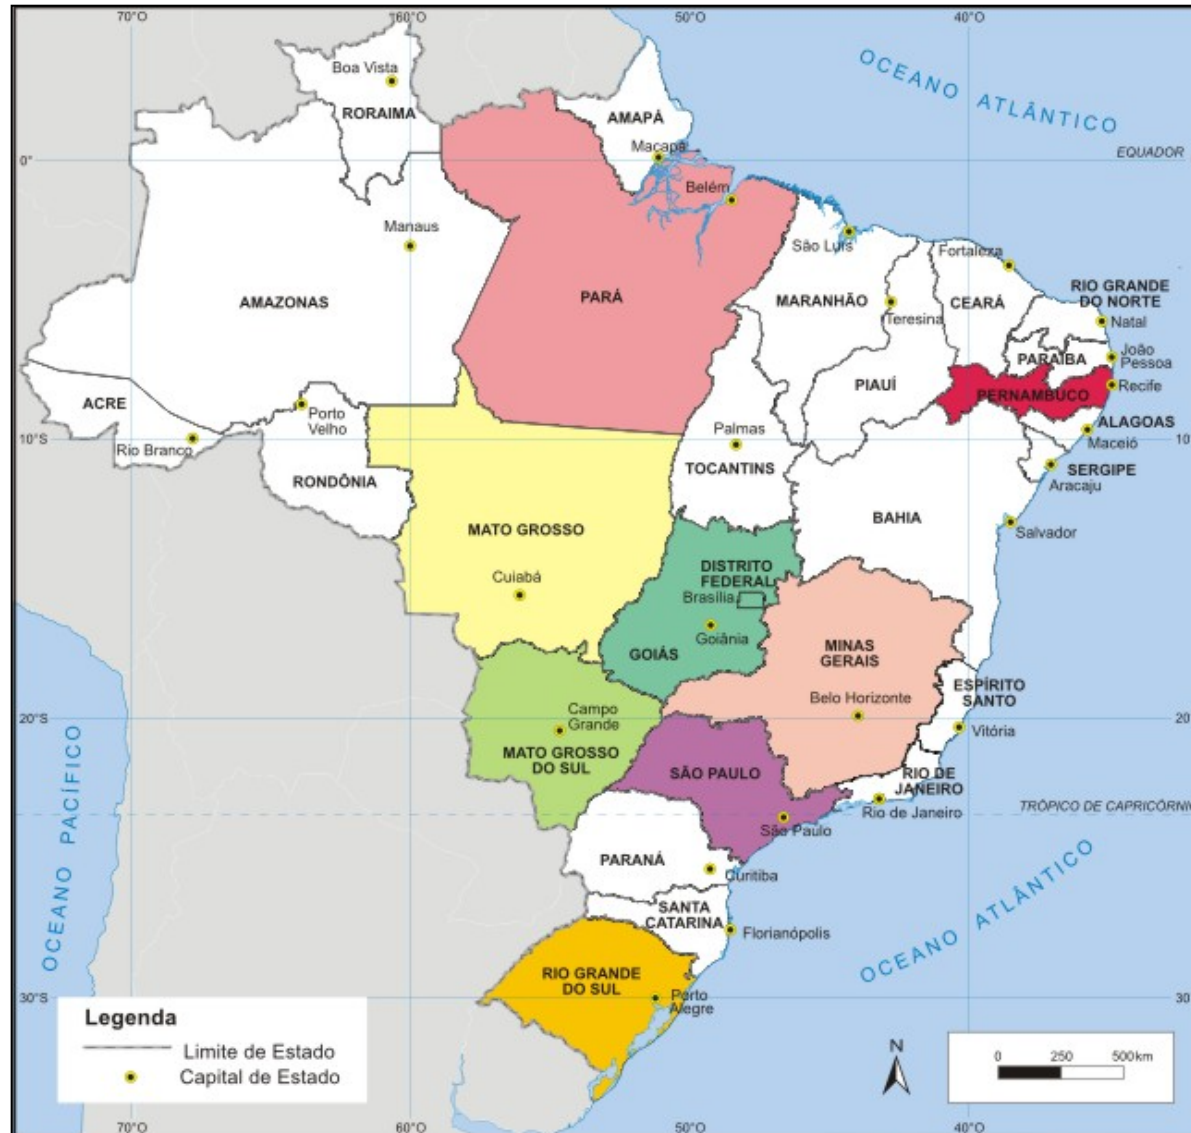 70°O
160°O
50°O
40°O
OCEANO ATLÂNTICO
Boa Vista
RORAIMA
AMAPÁ
Macapá
EQUADOR
0°
Belém
Manaus
São Luís
Fortaleza
RIO GRANDE
DO NORTE
AMAZONAS
PARÁ
MARANHÃO
CEARÁ
Teresina
Natal
PARAÍBA
João
Pessoa
PIAUÍ
PERNAMBUCO
Recife
ACRE
Porto
Velho
Rio Branco
Palmas
TOCANTINS
ALAGOAS
Maceió
10°S
10
SERGIPE
Aracaju
RONDÔNIA
MATO GROSSO
BAHIA
Salvador
Cuiabá
DISTRITO
FEDERAL
Brasília
Goiânia
GOIÁS
MINAS
GERAIS
Belo Horizonte
ESPÍRITO
SANTO
Vitória
20°S
20
Campo
Grande
MATO GROSSO
DO SUL
SÃO PAULO
São Paulo
RIO DE
JANEIRO
Rio de Janeiro
TRÓPICO DE CAPRICÓRNIO
OCEANO PACÍFICO
PARANÁ
Curitiba
SANTA
CATARINA
Florianópolis
OCEANO ATLÂNTICO
RIO GRANDE
DO SUL
Porto
Alegre
30°S
30
Legenda
Limite de Estado
Capital de Estado
N
0 250 500km
70°O
60°O
50°O
40°O